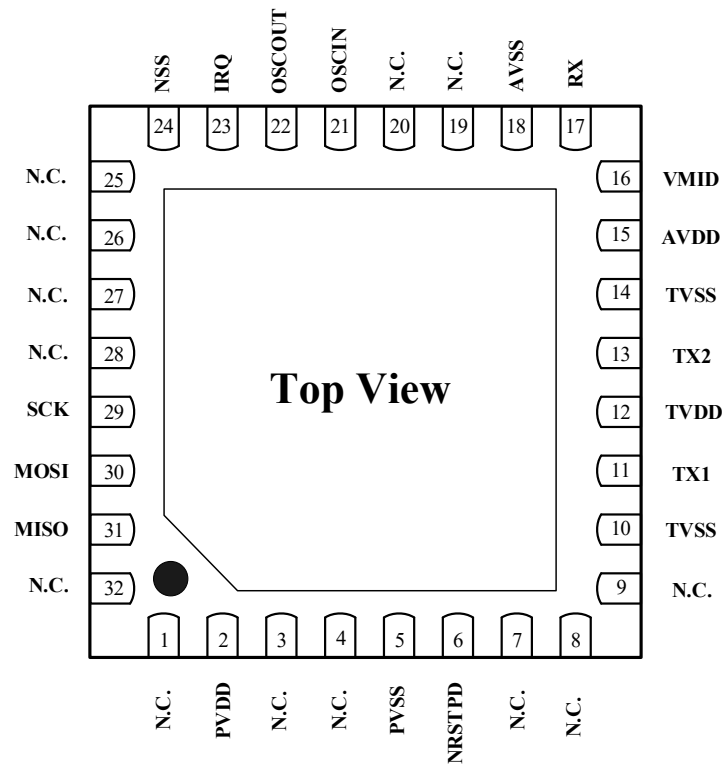 NSS IRQ OSCOUT OSCIN N.C. N.C. AVSS RX
24 23 22 21 20 19 18 17
N.C. 25 16 VMID
N.C. 26 15 AVDD
N.C. 27 14 TVSS
N.C. 28 13 TX2
Top View
SCK 29 12 TVDD
MOSI 30 11 TX1
MISO 31 10 TVSS
N.C. 32 9 N.C.
1 2 3 4 5 6 7 8
N.C. PVDD N.C. N.C. PVSS NRSTPD N.C. N.C.